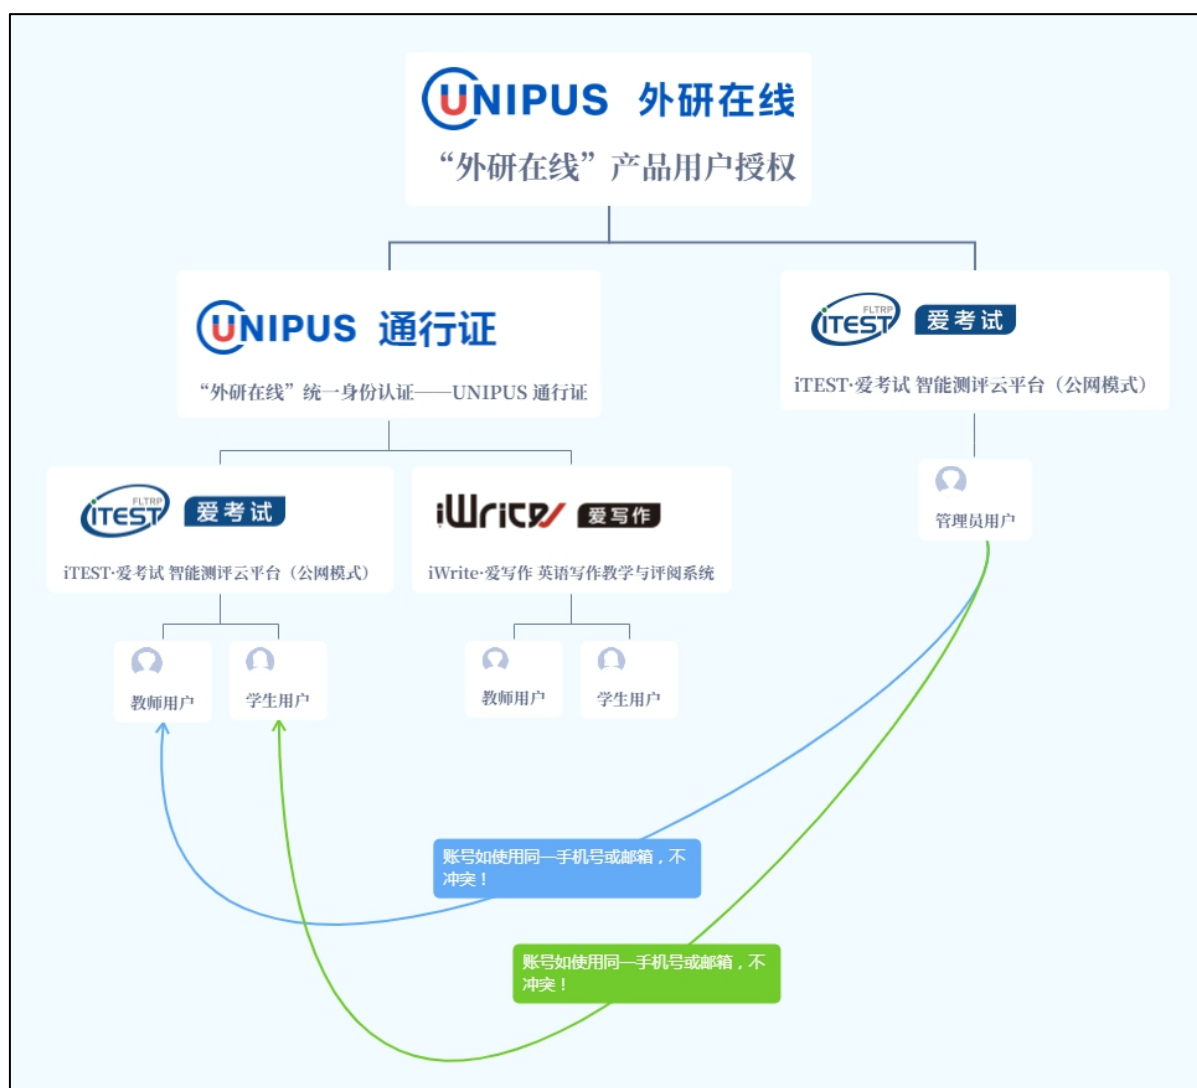 UNIPUS 外研在线
“外研在线”产品用户授权
UNIPUS 通行证
“外研在线”统一身份认证——UNIPUS 通行证
FLTRP
iTEST 爱考试
iTEST·爱考试 智能测评云平台（公网模式）
FLTRP
iTEST 爱考试
iTEST·爱考试 智能测评云平台（公网模式）
iWrite 爱写作
iWrite·爱写作 英语写作教学与评阅系统
管理员用户
教师用户
学生用户
教师用户
学生用户
账号如使用同一手机号或邮箱，不
冲突！
账号如使用同一手机号或邮箱，不
冲突！